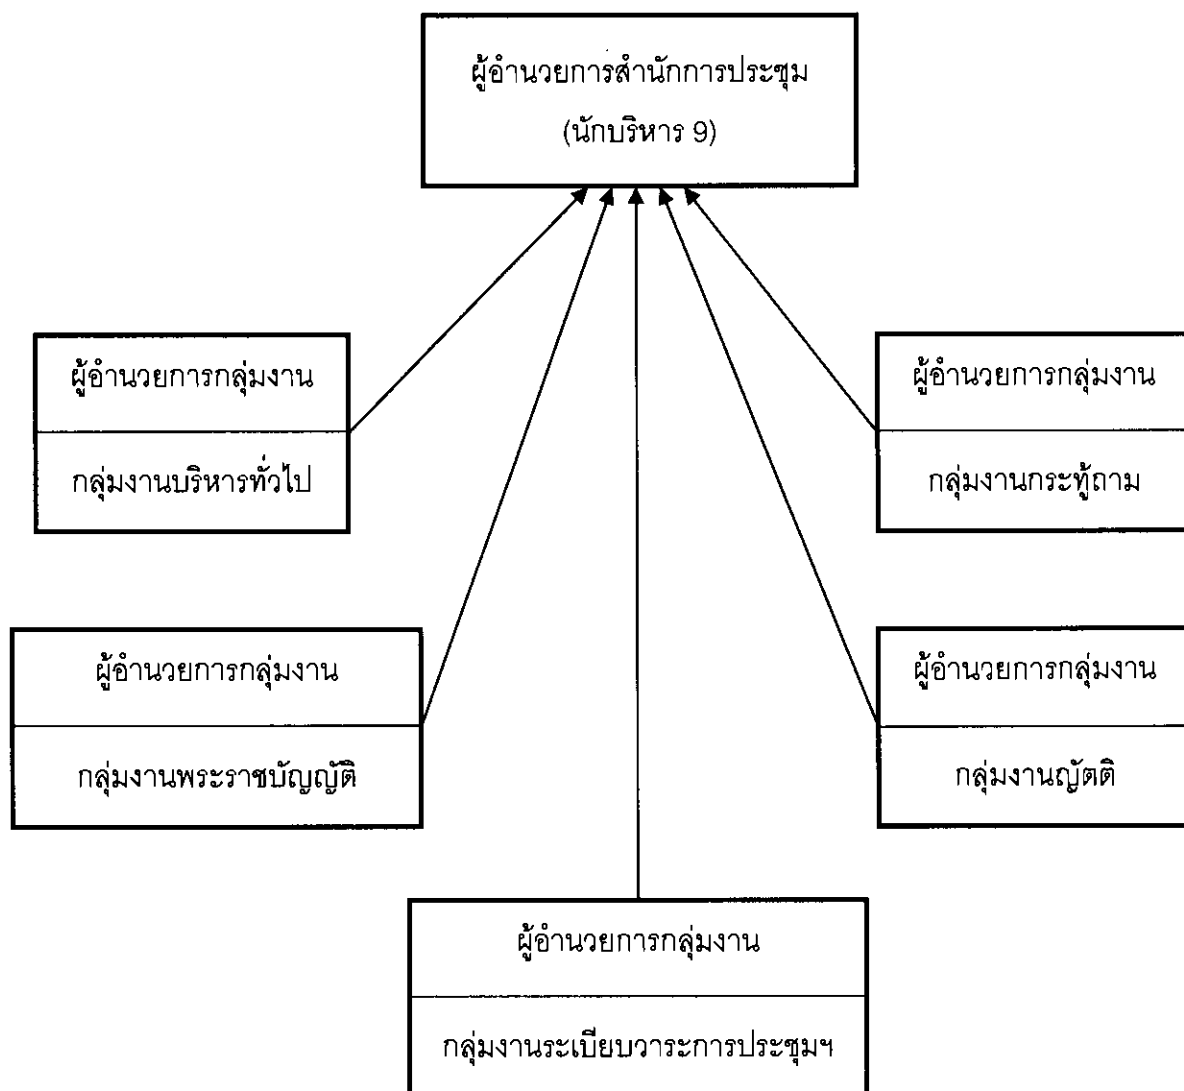 ผู้อำนวยการสำนักการประชุม
(นักบริหาร 9)
ผู้อำนวยการกลุ่มงาน
กลุ่มงานบริหารทั่วไป
ผู้อำนวยการกลุ่มงาน
กลุ่มงานกระทู้ถาม
ผู้อำนวยการกลุ่มงาน
กลุ่มงานพระราชบัญญัติ
ผู้อำนวยการกลุ่มงาน
กลุ่มงานญัตติ
ผู้อำนวยการกลุ่มงาน
กลุ่มงานระเบียบวาระการประชุมฯ